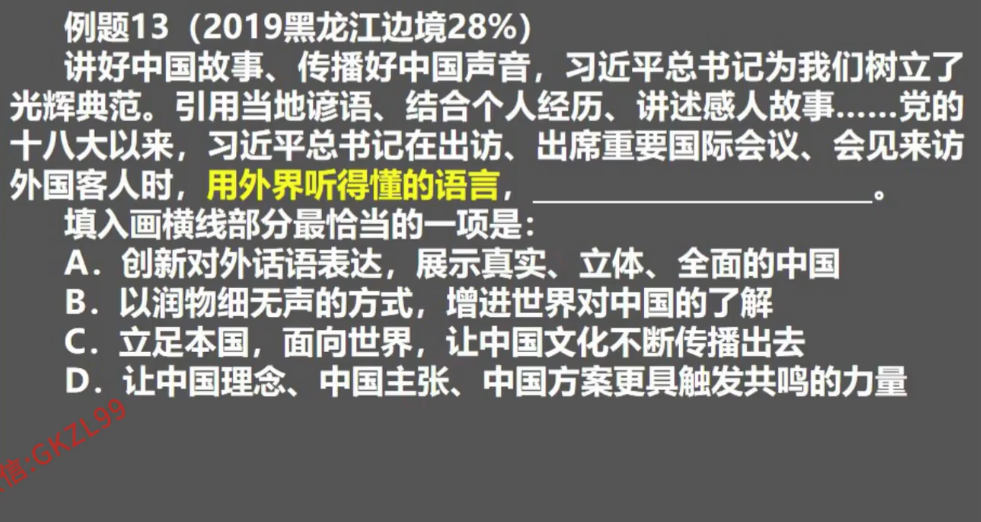 例题13（2019黑龙江边境28%）
讲好中国故事、传播好中国声音，习近平总书记为我们树立了
光辉典范。引用当地谚语、结合个人经历、讲述感人故事……党的
十八大以来，习近平总书记在出访、出席重要国际会议、会见来访
外国客人时，用外界听得懂的语言，____________________。
填入画横线部分最恰当的一项是：
A．创新对外话语表达，展示真实、立体、全面的中国
B．以润物细无声的方式，增进世界对中国的了解
C．立足本国，面向世界，让中国文化不断传播出去
D．让中国理念、中国主张、中国方案更具触发共鸣的力量
信:GKZL99